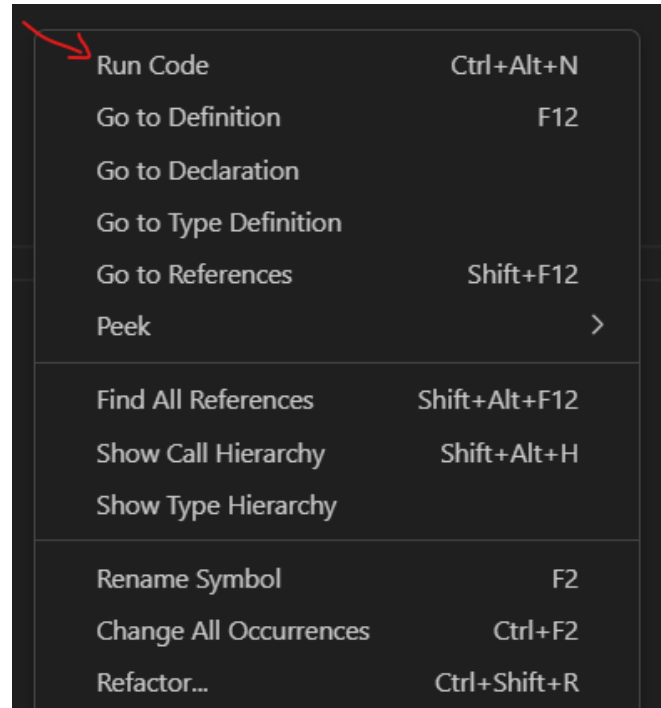 Run Code Ctrl+Alt+N
Go to Definition F12
Go to Declaration
Go to Type Definition
Go to References Shift+F12
Peek
Find All References Shift+Alt+F12
Show Call Hierarchy Shift+Alt+H
Show Type Hierarchy
Rename Symbol F2
Change All Occurrences Ctrl+F2
Refactor... Ctrl+Shift+R